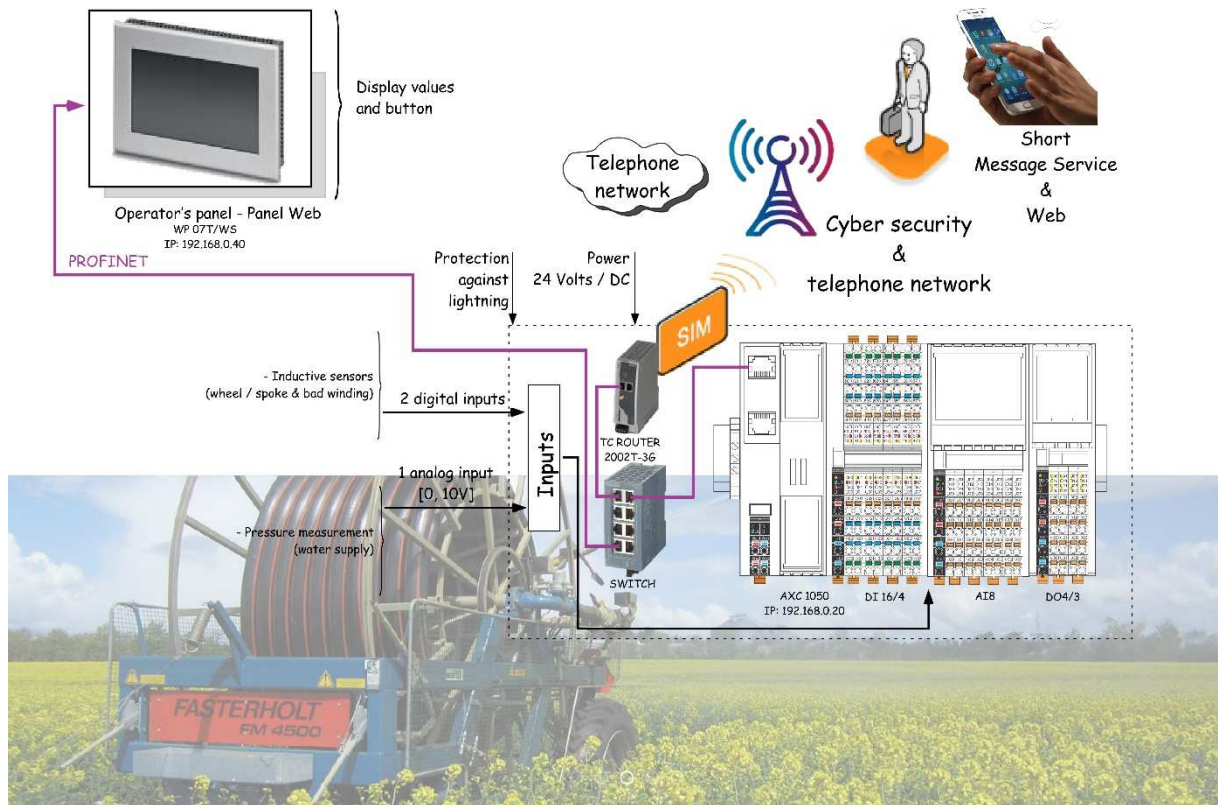 Display values
and button
Operator's panel - Panel Web
WP 07T/WS
IP: 192.168.0.40
PROFINET
Telephone
network
Short
Message Service
&
Web
Cyber security
&
telephone network
Protection
against
lightning
Power
24 Volts / DC
SIM
- Inductive sensors
(wheel / spoke & bad winding)
2 digital inputs
1 analog input
[0, 10V]
- Pressure measurement
(water supply)
Inputs
TC ROUTER
2002T-3G
SWITCH
AXC 1050
IP: 192.168.0.20
DI 16/4
AI8
DO4/3
FASTERHOLT
FM 4500